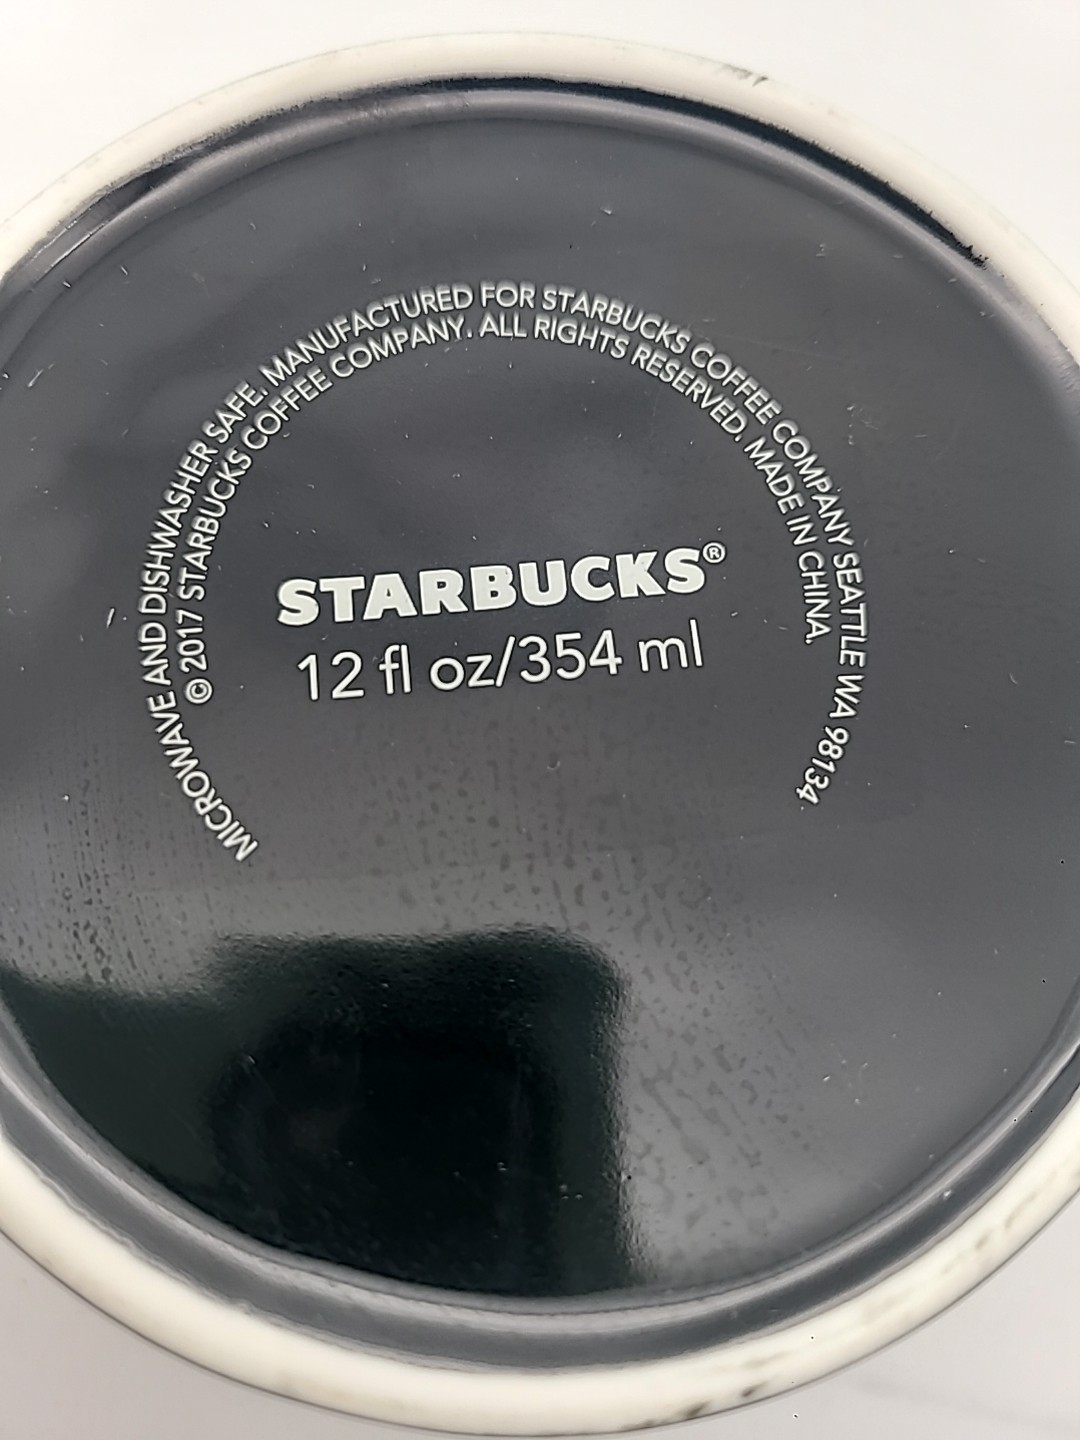 MICROWAVE AND DISHWASHER SAFE. MANUFACTURED FOR STARBUCKS COFFEE COMPANY SEATTLE WA 98134
© 2017 STARBUCKS COFFEE COMPANY. ALL RIGHTS RESERVED. MADE IN CHINA.
STARBUCKS®
12 fl oz/354 ml